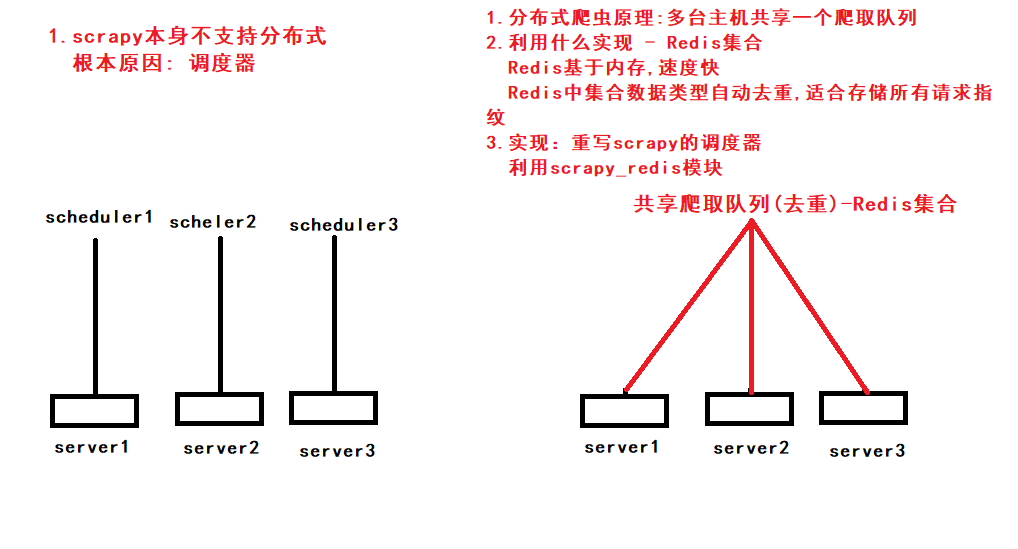 1.scrapy本身不支持分布式
根本原因: 调度器
1.分布式爬虫原理:多台主机共享一个爬取队列
2.利用什么实现 - Redis集合
Redis基于内存,速度快
Redis中集合数据类型自动去重,适合存储所有请求指
纹
3.实现：重写scrapy的调度器
利用scrapy_redis模块
共享爬取队列(去重)-Redis集合
scheduler1
scheler2
scheduler3
server1
server2
server3
server1
server2
server3